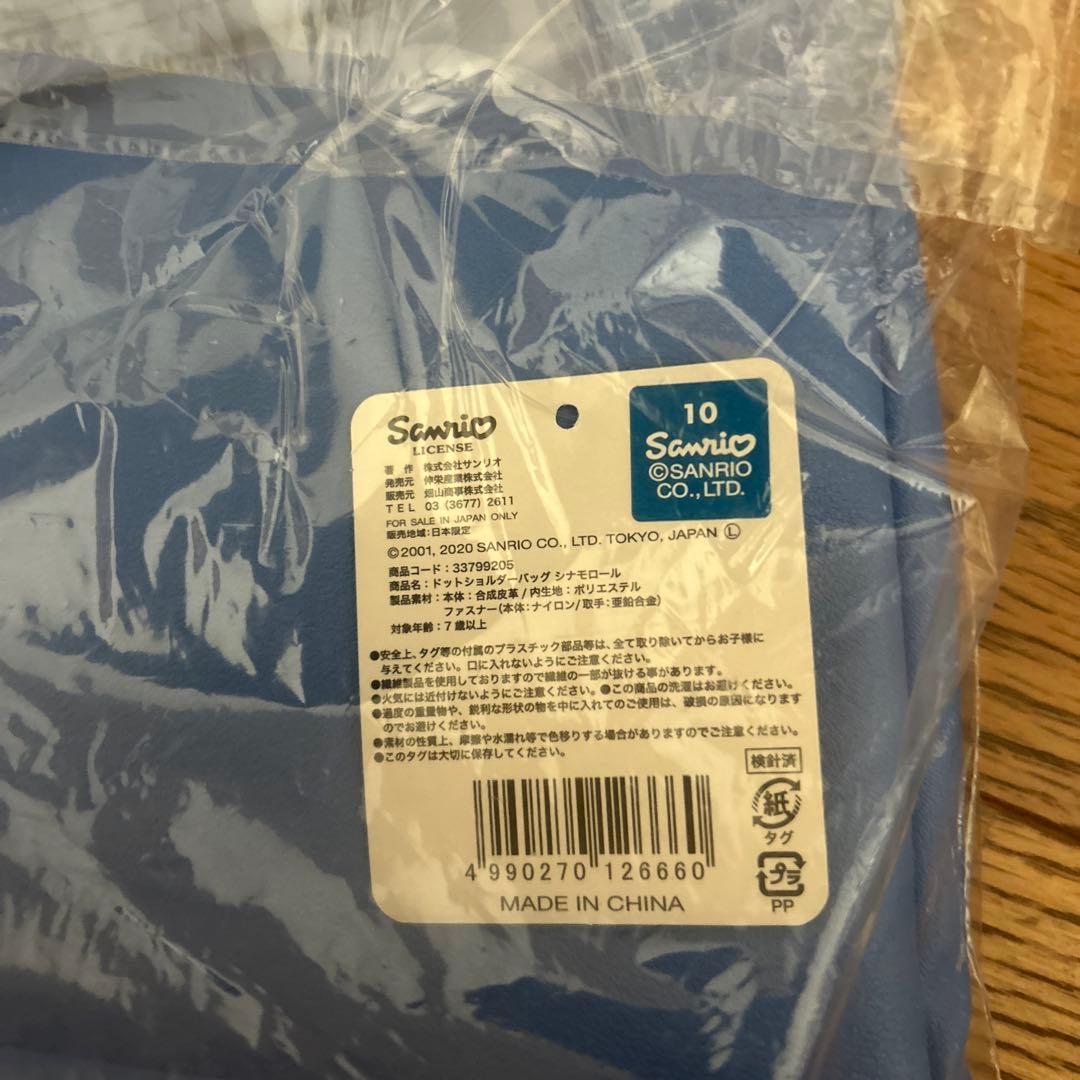 Sanrio
LICENSE
10
Sanrio
©SANRIO
CO.,LTD.
著 作 株式会社サンリオ
発売元 伸栄産業株式会社
販売元 畑山商事株式会社
TEL 03 (3677) 2611
FOR SALE IN JAPAN ONLY
販売地域:日本限定
©2001, 2020 SANRIO CO., LTD. TOKYO, JAPAN Ⓛ
商品コード:33799205
商品名:ドットショルダーバッグ シナモロール
製品素材:本体:合成皮革/内生地:ポリエステル
ファスナー(本体:ナイロン/取手:亜鉛合金)
対象年齢:7歳以上
●安全上、タグ等の付属のプラスチック部品等は、全て取り除いてからお子様に
与えてください。口に入れないようにご注意ください。
●繊維製品を使用しておりますので繊維の一部が抜ける事があります。
●火気には近付けないようにご注意ください。●この商品の洗濯はお避けください。
●過度の重量物や、鋭利な形状の物を中に入れてのご使用は、破損の原因になります
のでお避けください。
●素材の性質上、摩擦や水濡れ等で色移りする場合がありますのでご注意ください。
●このタグは大切に保存してください。
検針済
紙
タグ
プラ
PP
4 990270 126660
MADE IN CHINA